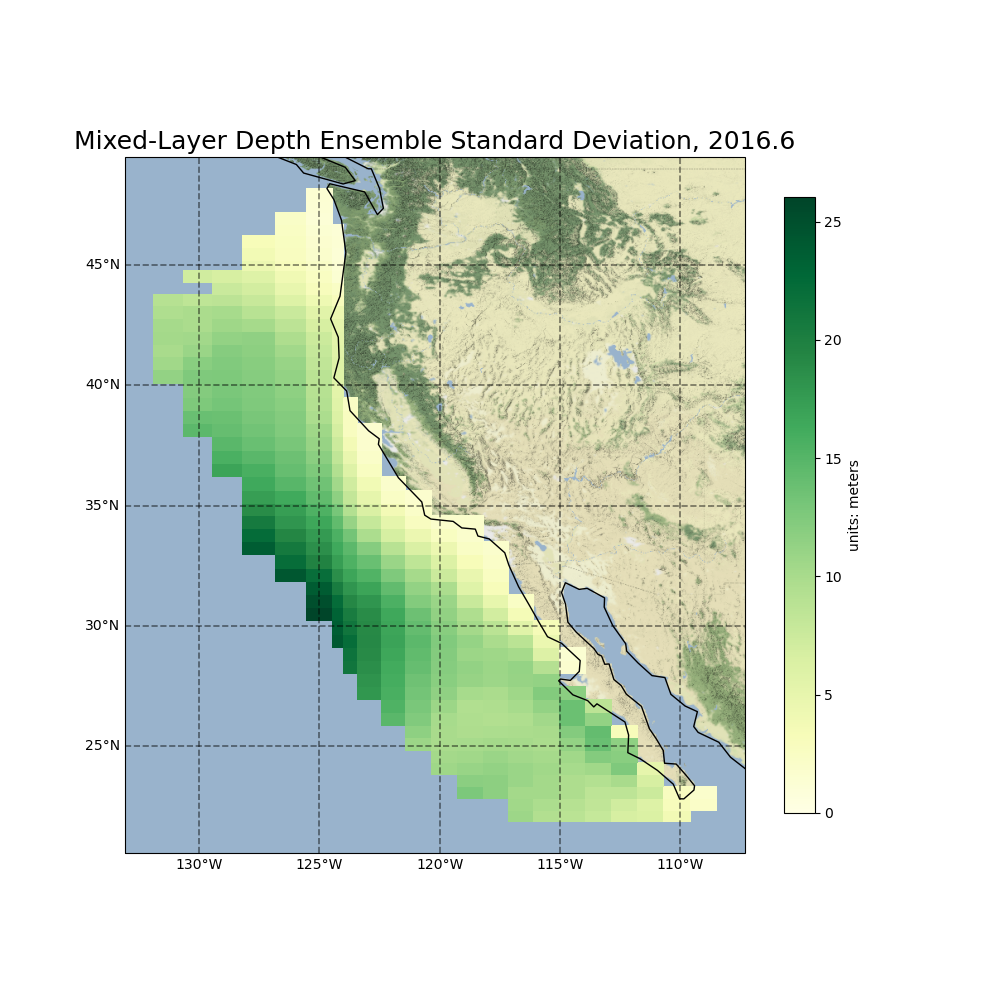 Mixed-Layer Depth Ensemble Standard Deviation, 2016.6
45°N
40°N
35°N
30°N
25°N
130°W
125°W
120°W
115°W
110°W
25
20
15
10
5
0
units: meters